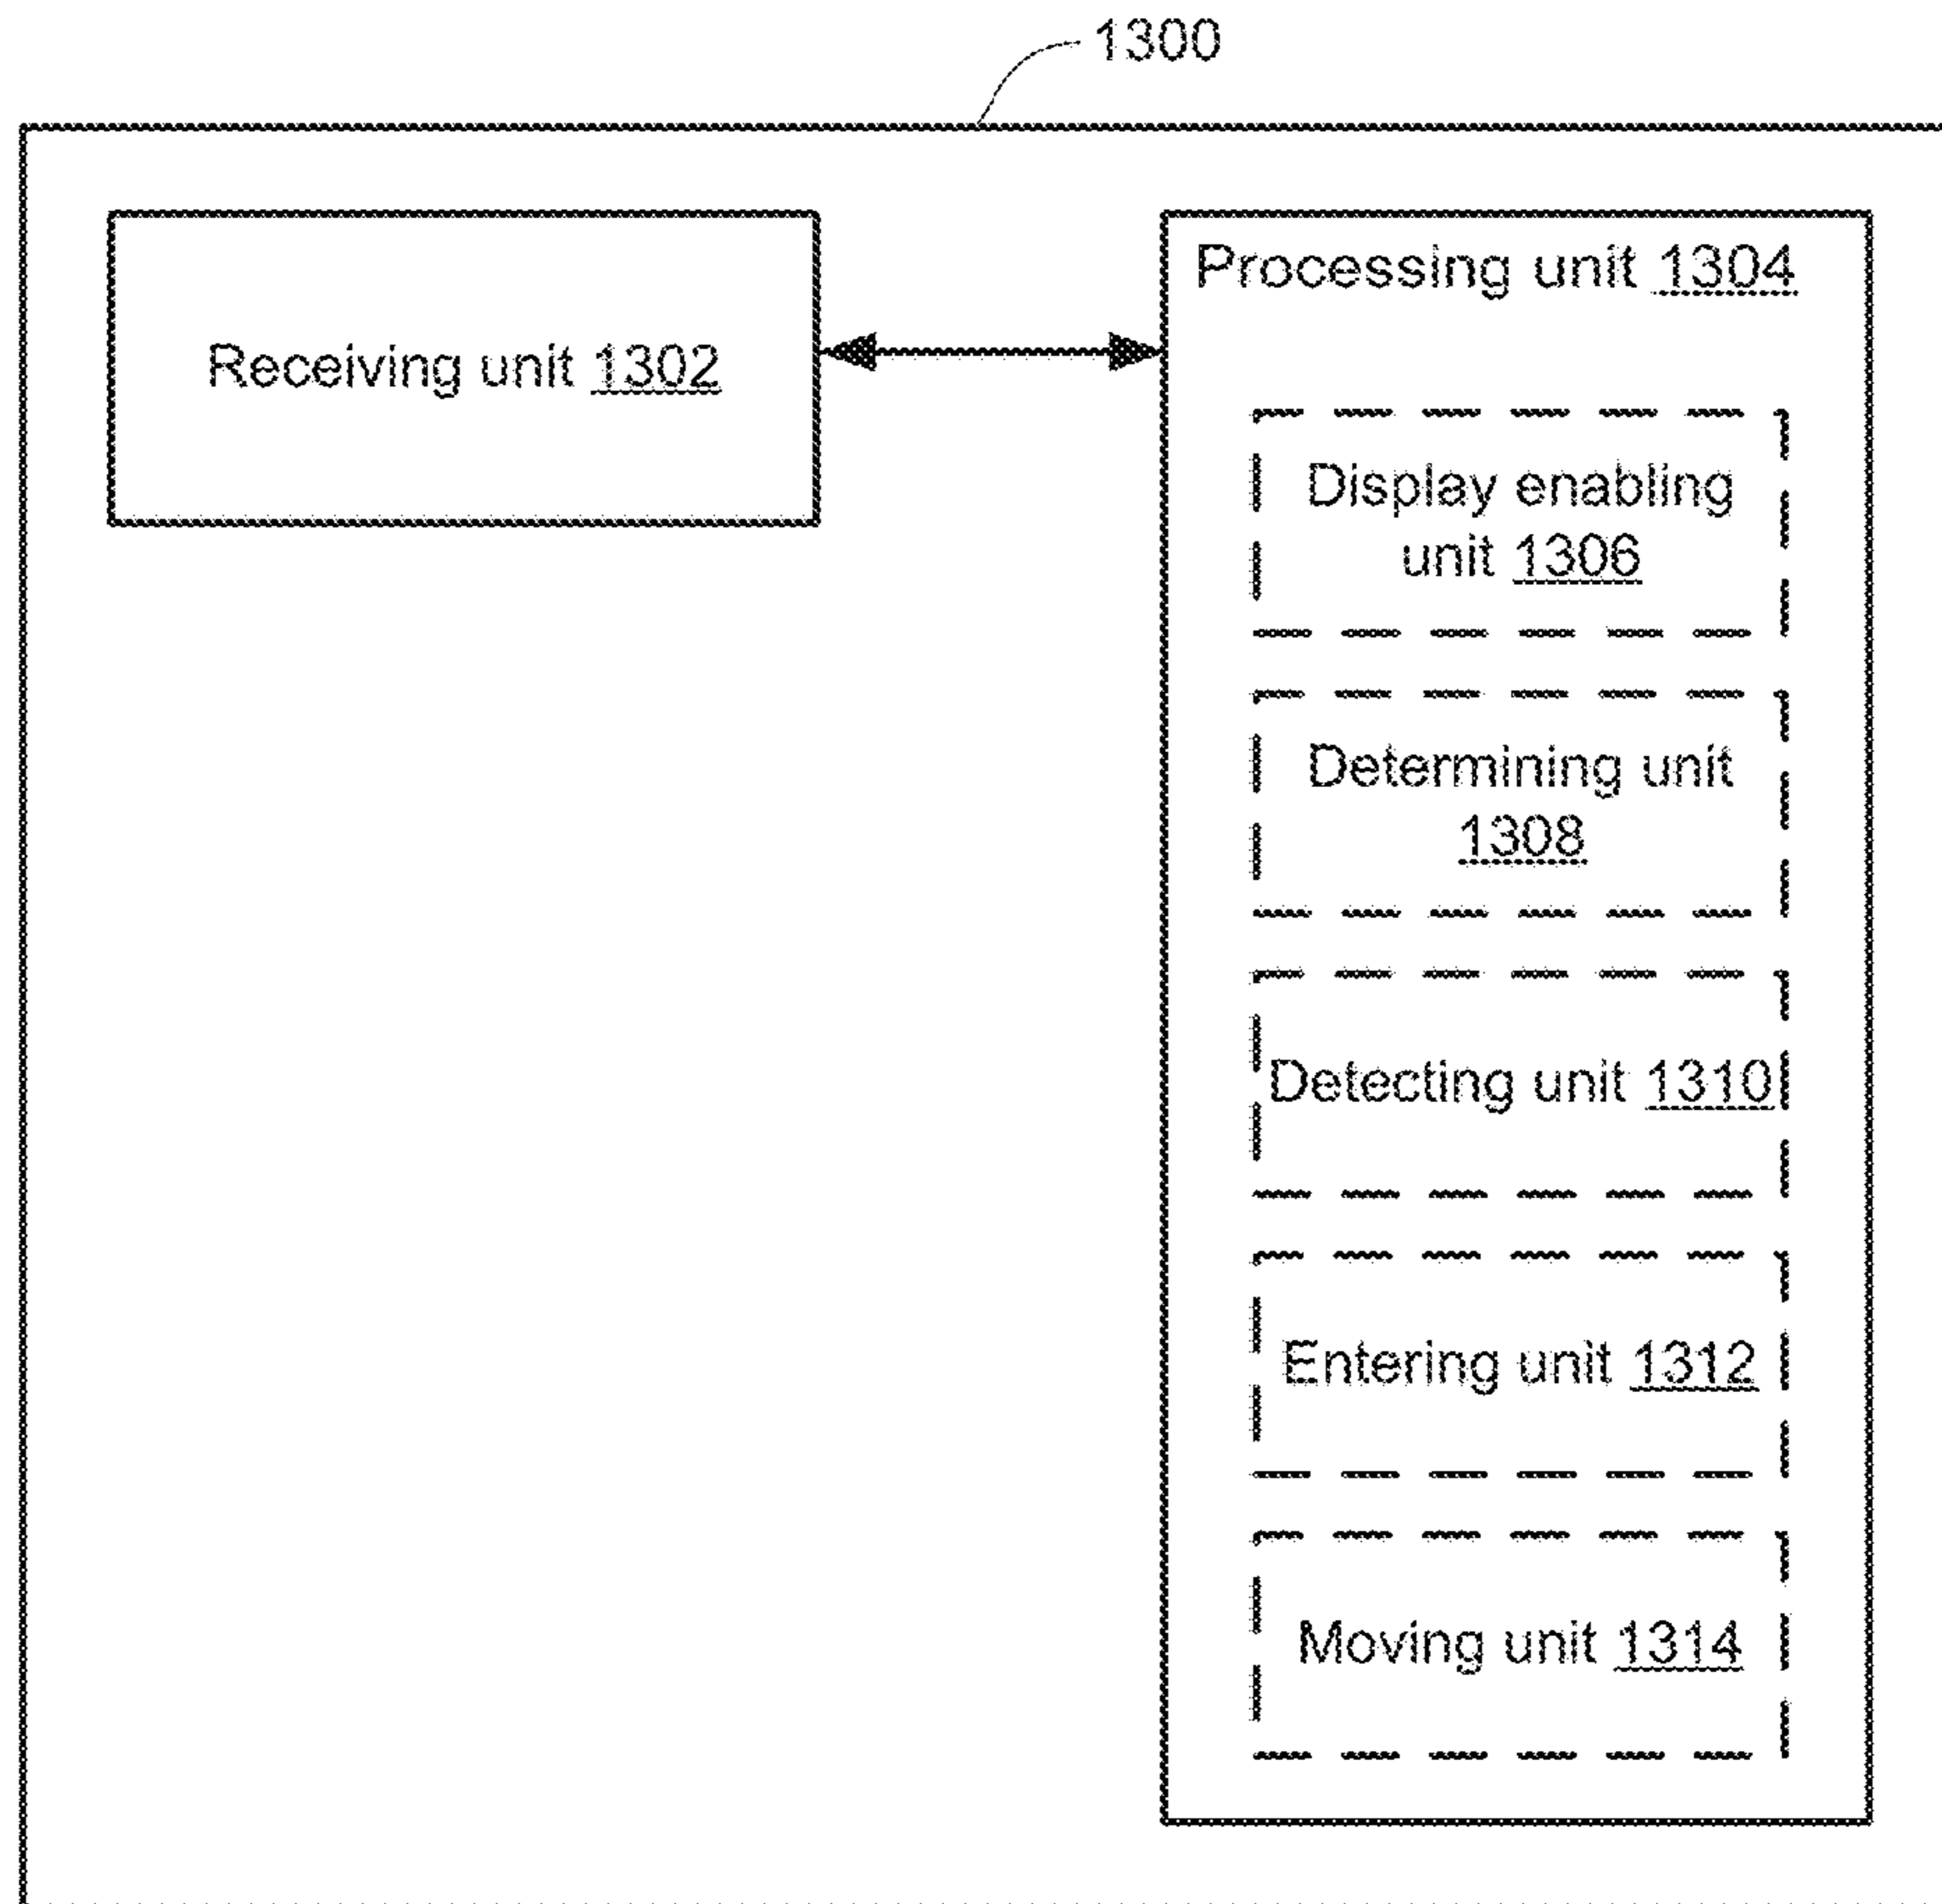 1300
Receiving unit 1302
Processing unit 1304
Display enabling
unit 1306
Determining unit
1308
Detecting unit 1310
Entering unit 1312
Moving unit 1314